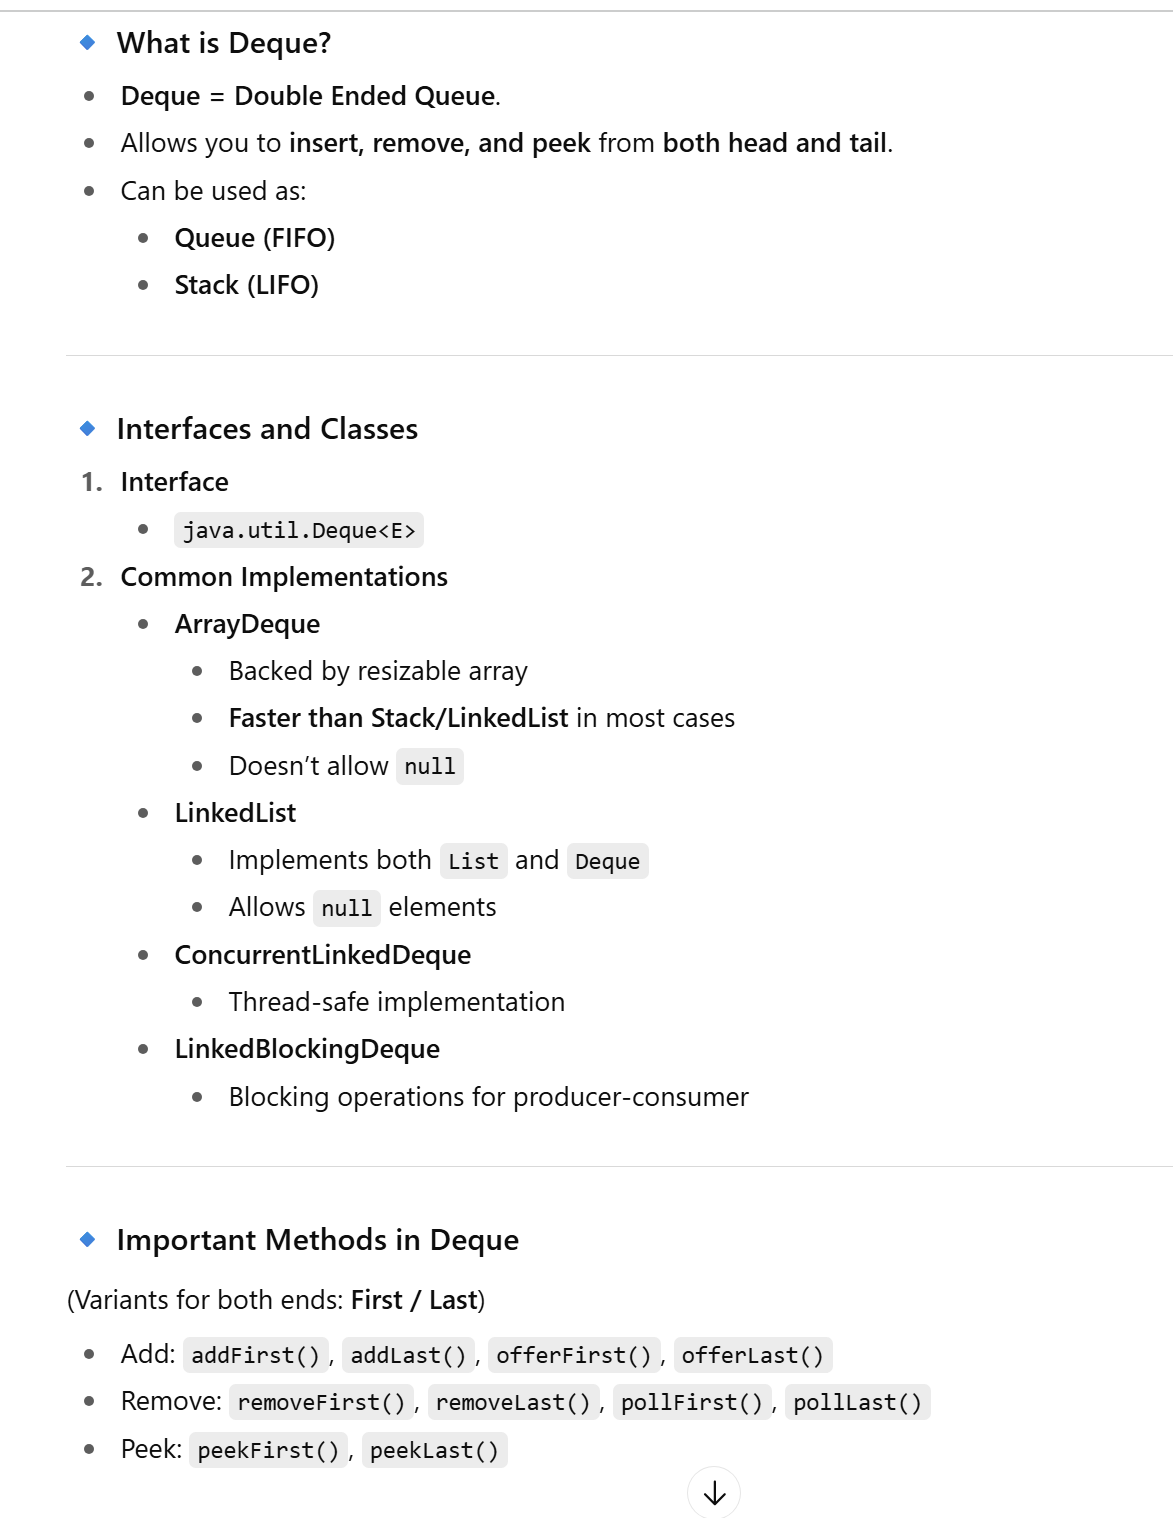 What is Deque?
Deque = Double Ended Queue.
Allows you to insert, remove, and peek from both head and tail.
Can be used as:
Queue (FIFO)
Stack (LIFO)
Interfaces and Classes
1. Interface
java.util.Deque<E>
2. Common Implementations
ArrayDeque
Backed by resizable array
Faster than Stack/LinkedList in most cases
Doesn’t allow null
LinkedList
Implements both List and Deque
Allows null elements
ConcurrentLinkedDeque
Thread-safe implementation
LinkedBlockingDeque
Blocking operations for producer-consumer
Important Methods in Deque
(Variants for both ends: First / Last)
Add: addFirst(), addLast(), offerFirst(), offerLast()
Remove: removeFirst(), removeLast(), pollFirst(), pollLast()
Peek: peekFirst(), peekLast()